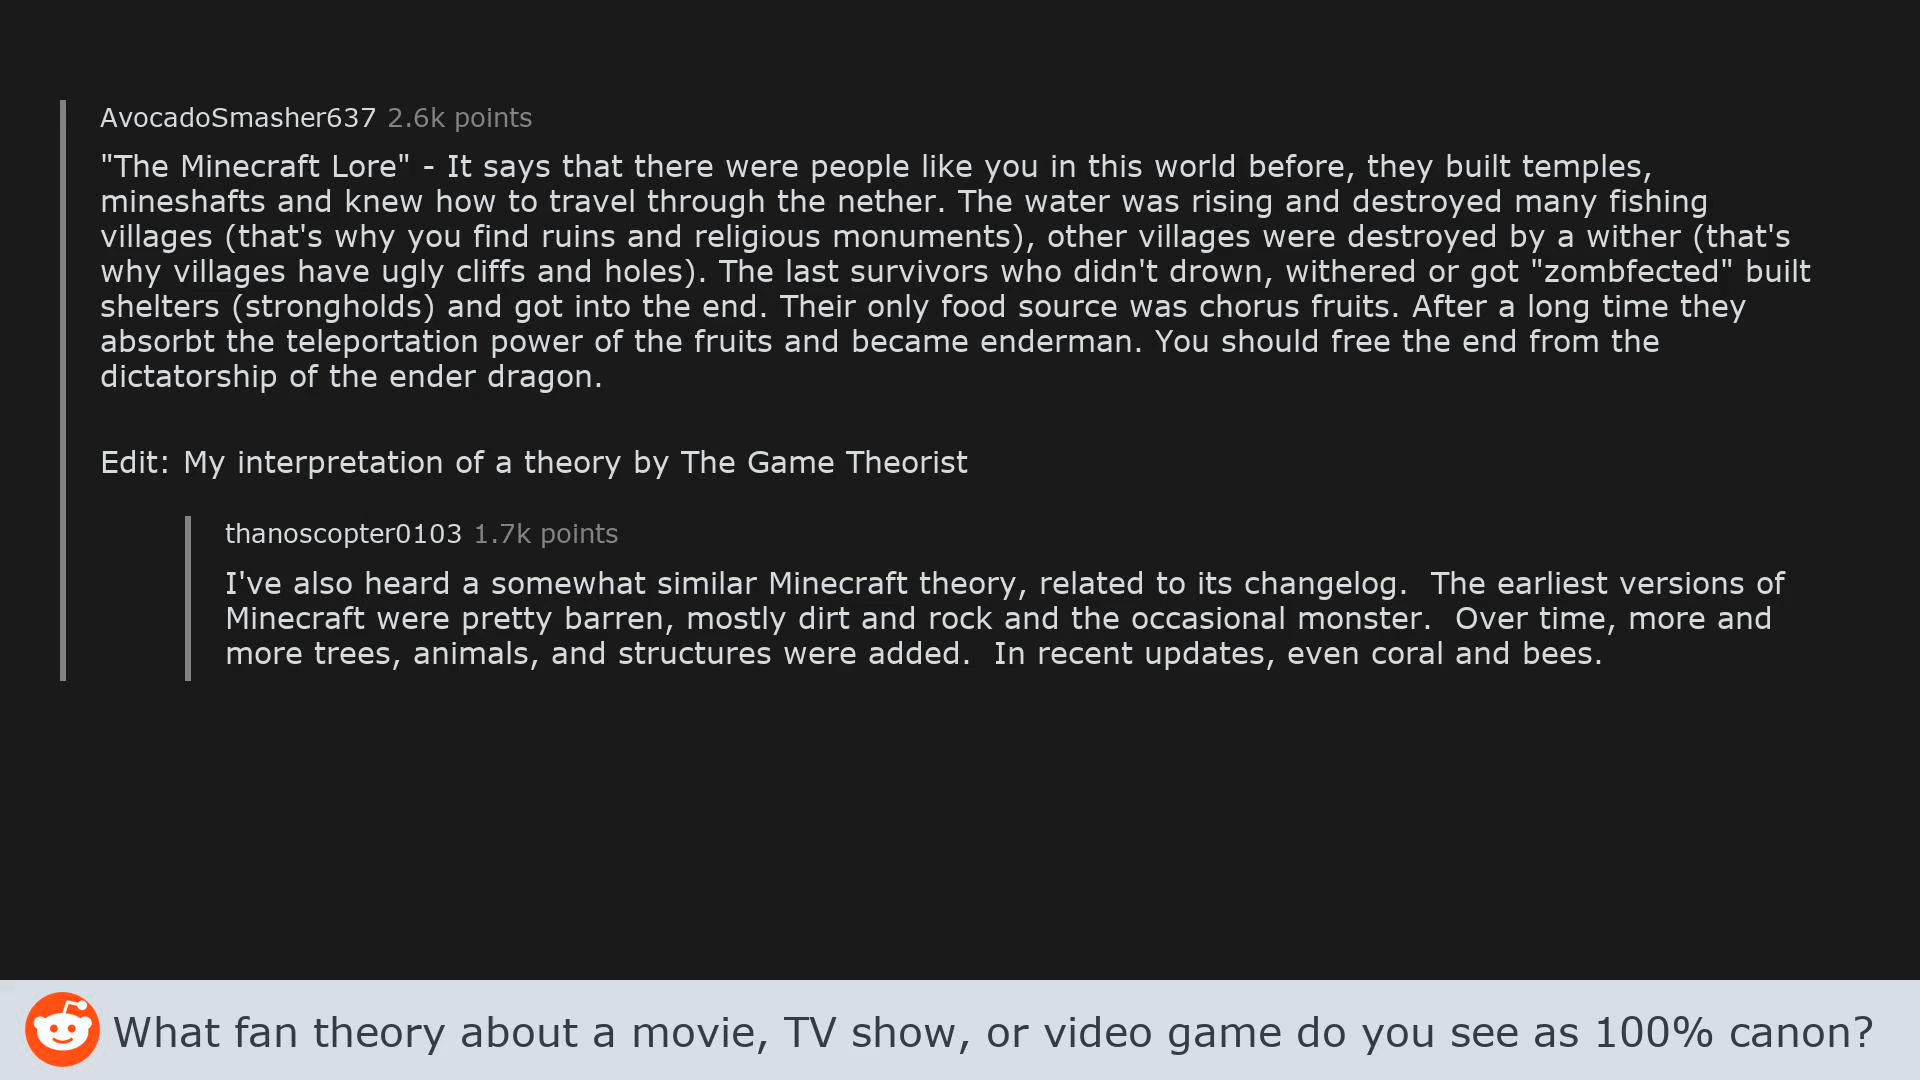 AvocadoSmasher637 2.6k points
"The Minecraft Lore" - It says that there were people like you in this world before, they built temples,
mineshafts and knew how to travel through the nether. The water was rising and destroyed many fishing
villages (that's why you find ruins and religious monuments), other villages were destroyed by a wither (that's
why villages have ugly cliffs and holes). The last survivors who didn't drown, withered or got "zombfected" built
shelters (strongholds) and got into the end. Their only food source was chorus fruits. After a long time they
absorbt the teleportation power of the fruits and became enderman. You should free the end from the
dictatorship of the ender dragon.
Edit: My interpretation of a theory by The Game Theorist
thanoscopter0103 1.7k points
I've also heard a somewhat similar Minecraft theory, related to its changelog.  The earliest versions of
Minecraft were pretty barren, mostly dirt and rock and the occasional monster.  Over time, more and
more trees, animals, and structures were added.  In recent updates, even coral and bees.
What fan theory about a movie, TV show, or video game do you see as 100% canon?